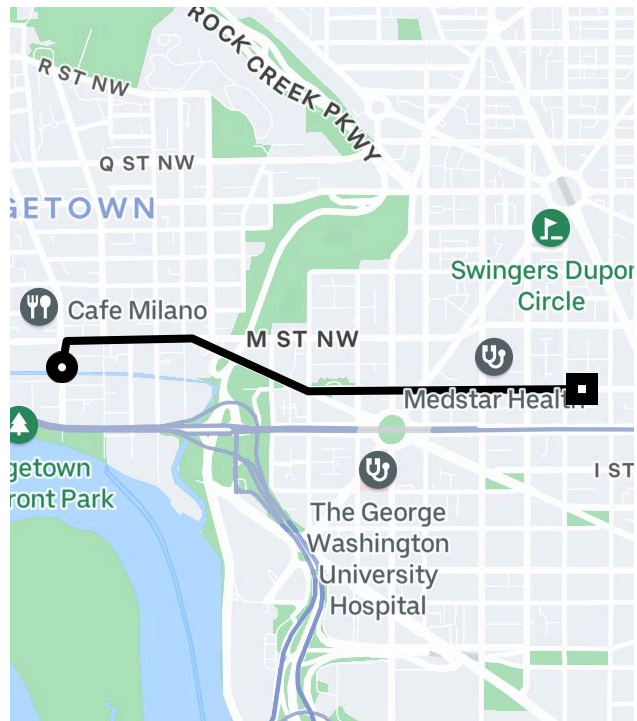 ROCK CREEK PKWY
R ST NW
Q ST NW
GETOWN
Swingers Dupon
Circle
Cafe Milano
M ST NW
Medstar Health
getown
ront Park
I ST
The George
Washington
University
Hospital